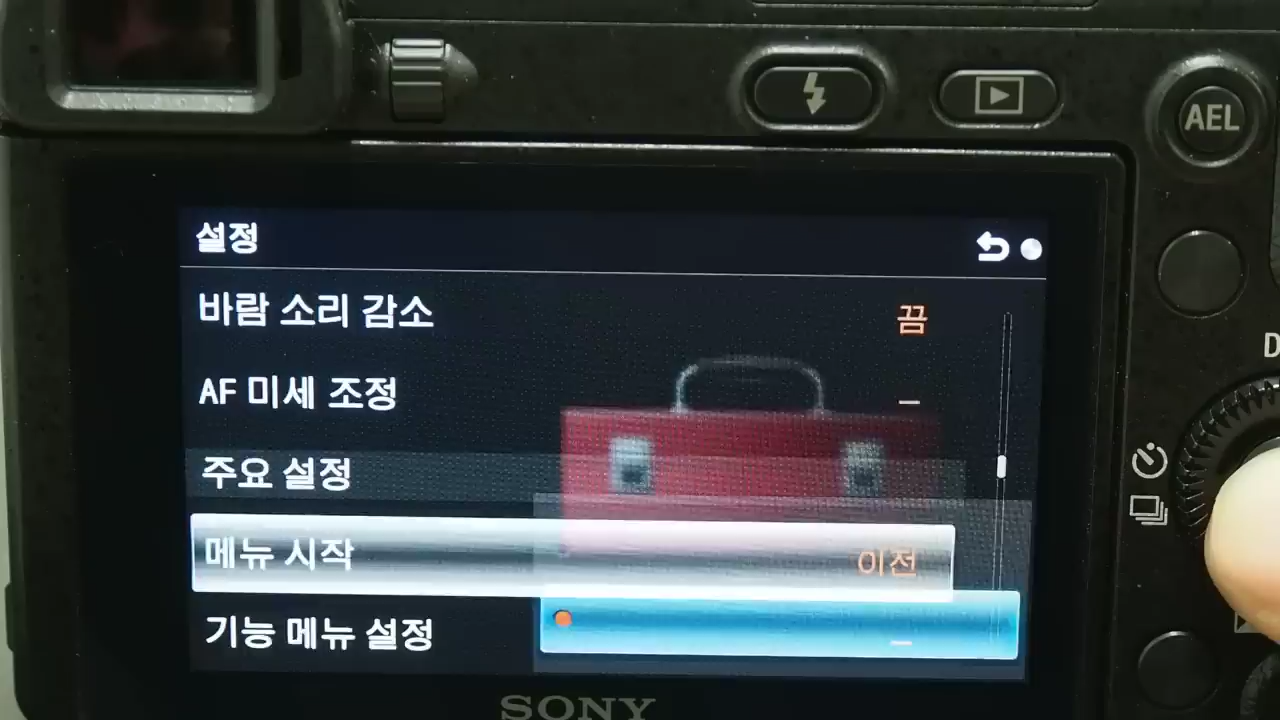 AEL
설정
바람 소리 감소 끔
AF 미세 조정 –
주요 설정
메뉴 시작 이전
기능 메뉴 설정 –
SONY
D